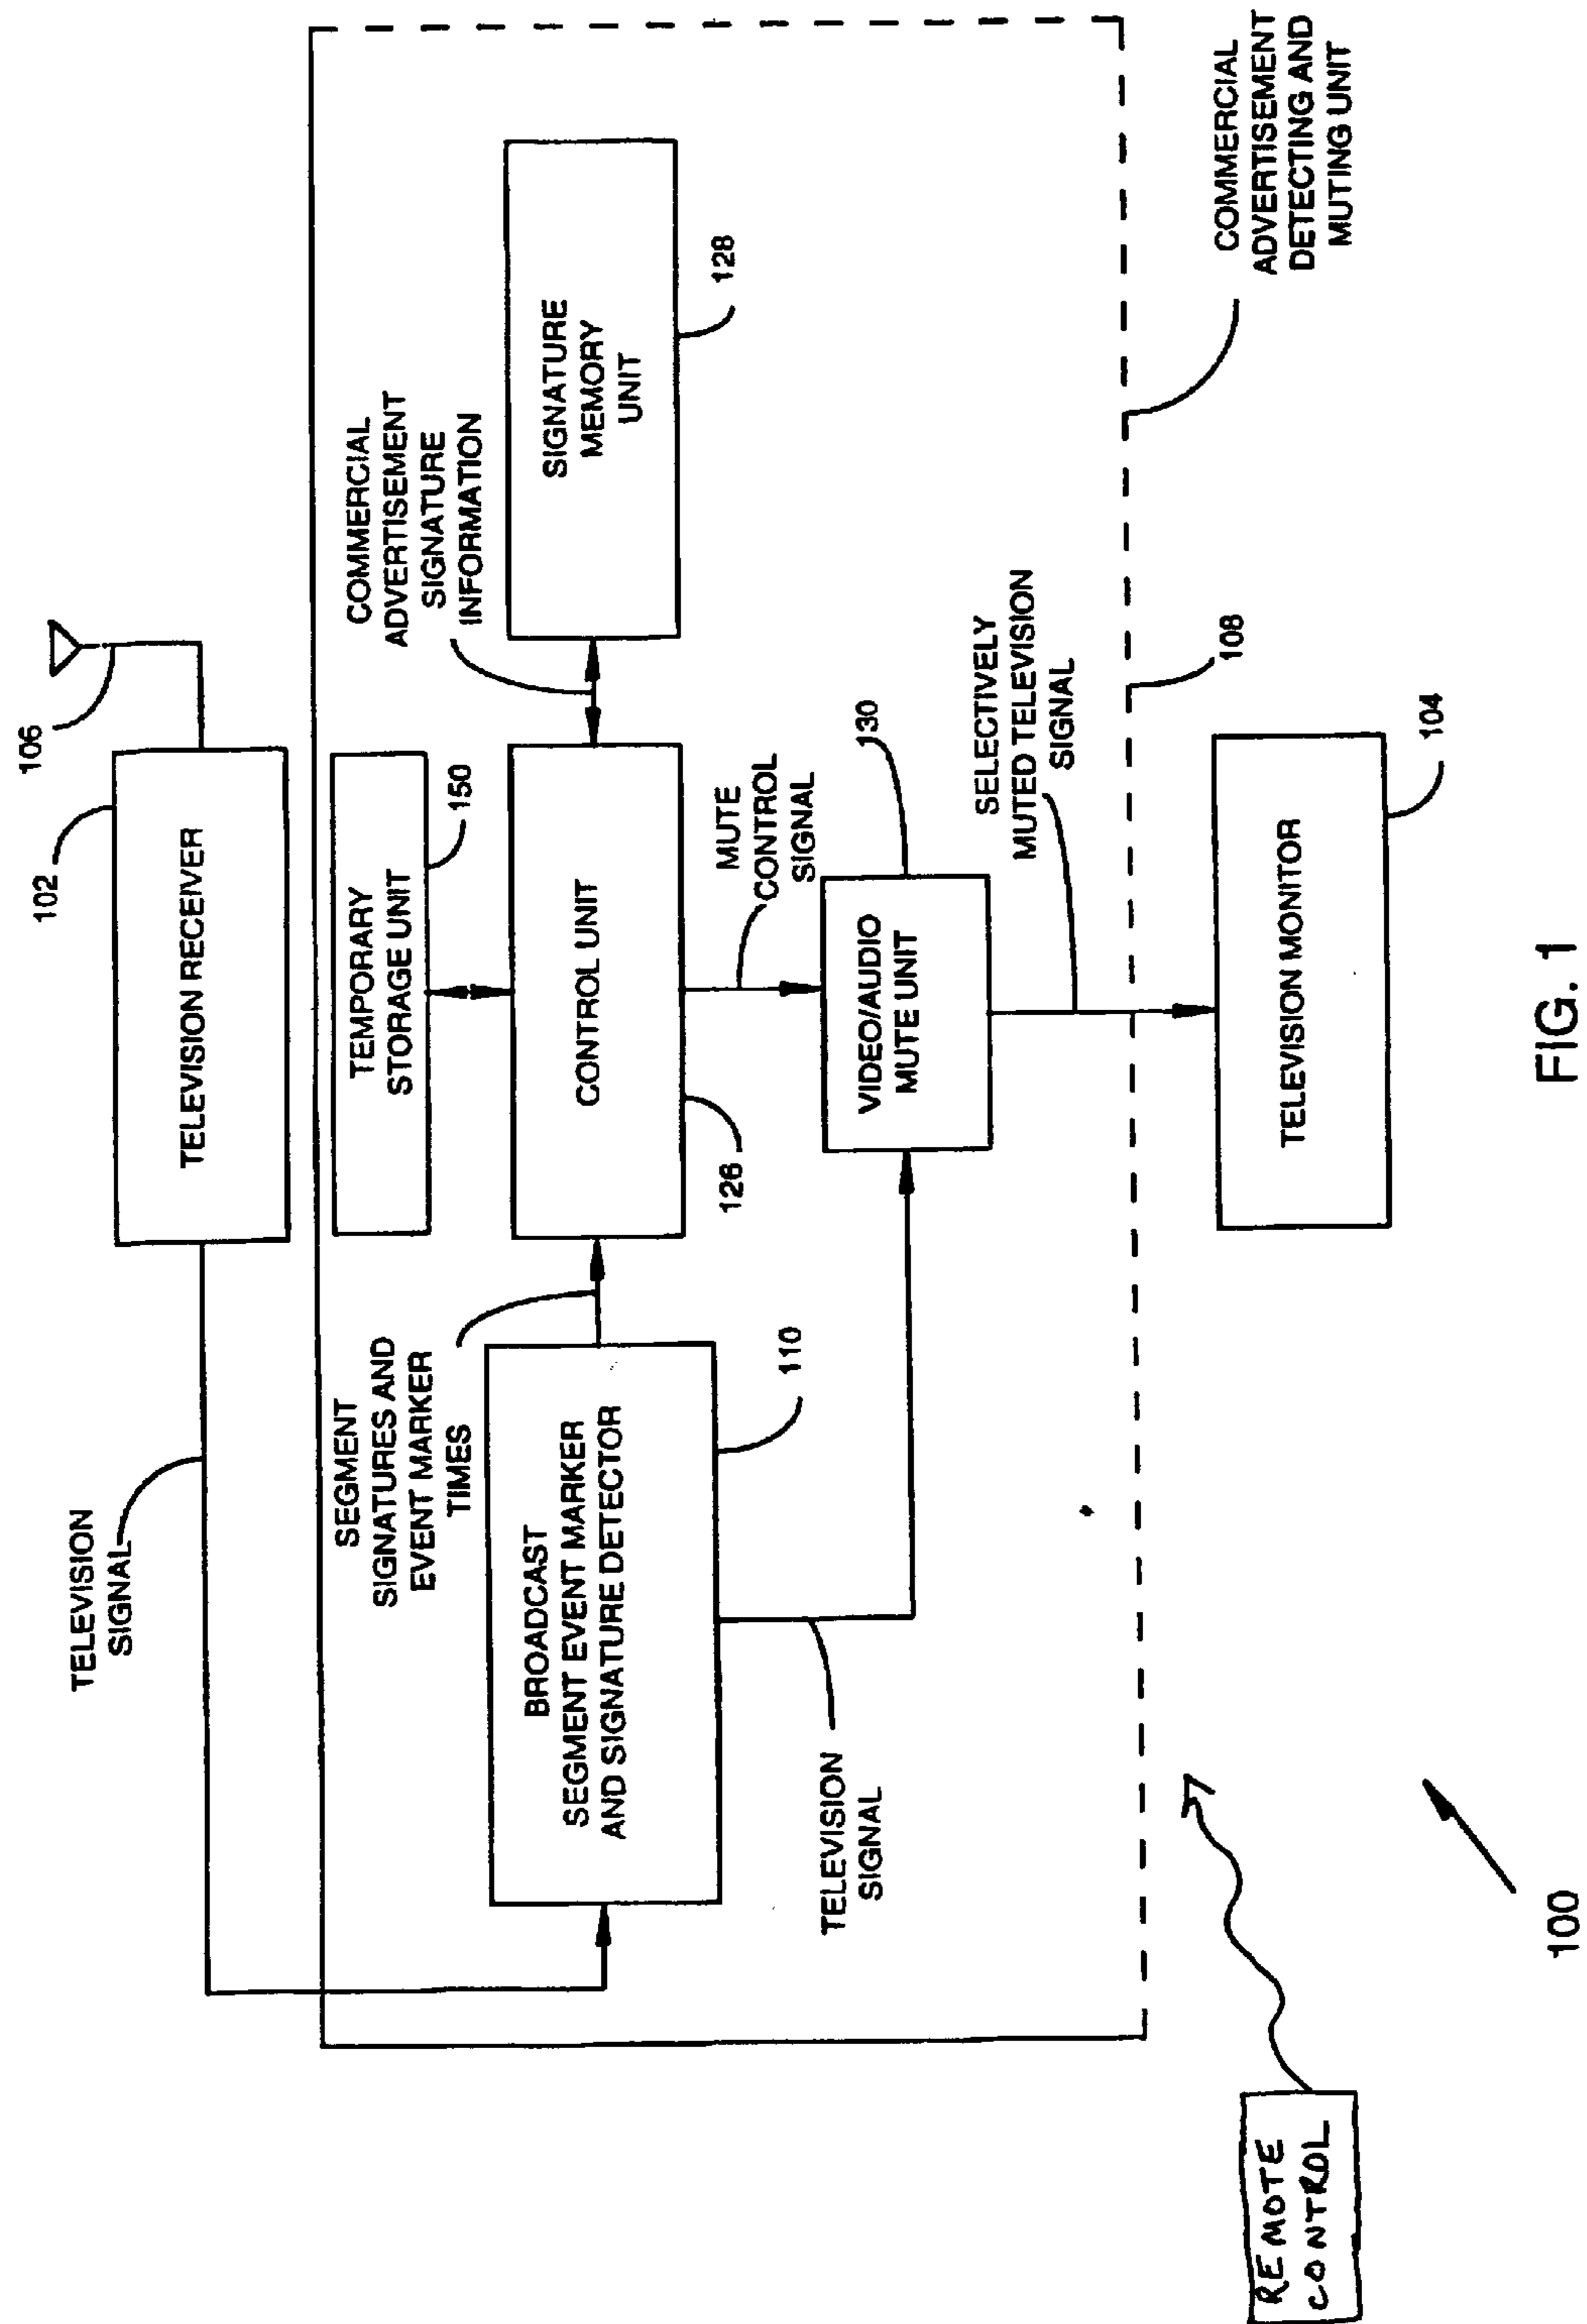 106
102
TELEVISION RECEIVER
TELEVISION
SIGNAL
TEMPORARY
STORAGE UNIT
150
COMMERCIAL
ADVERTISEMENT
SIGNATURE
INFORMATION
SEGMENT
SIGNATURES AND
EVENT MARKER
TIMES
BROADCAST
SEGMENT EVENT MARKER
AND SIGNATURE DETECTOR
110
CONTROL UNIT
126
SIGNATURE
MEMORY
UNIT
128
MUTE
CONTROL
SIGNAL
TELEVISION
SIGNAL
VIDEO/AUDIO
MUTE UNIT
130
SELECTIVELY
MUTED TELEVISION
SIGNAL
108
COMMERCIAL
ADVERTISEMENT
DETECTING AND
MUTING UNIT
REMOTE
CONTROL
TELEVISION MONITOR
104
100
FIG. 1